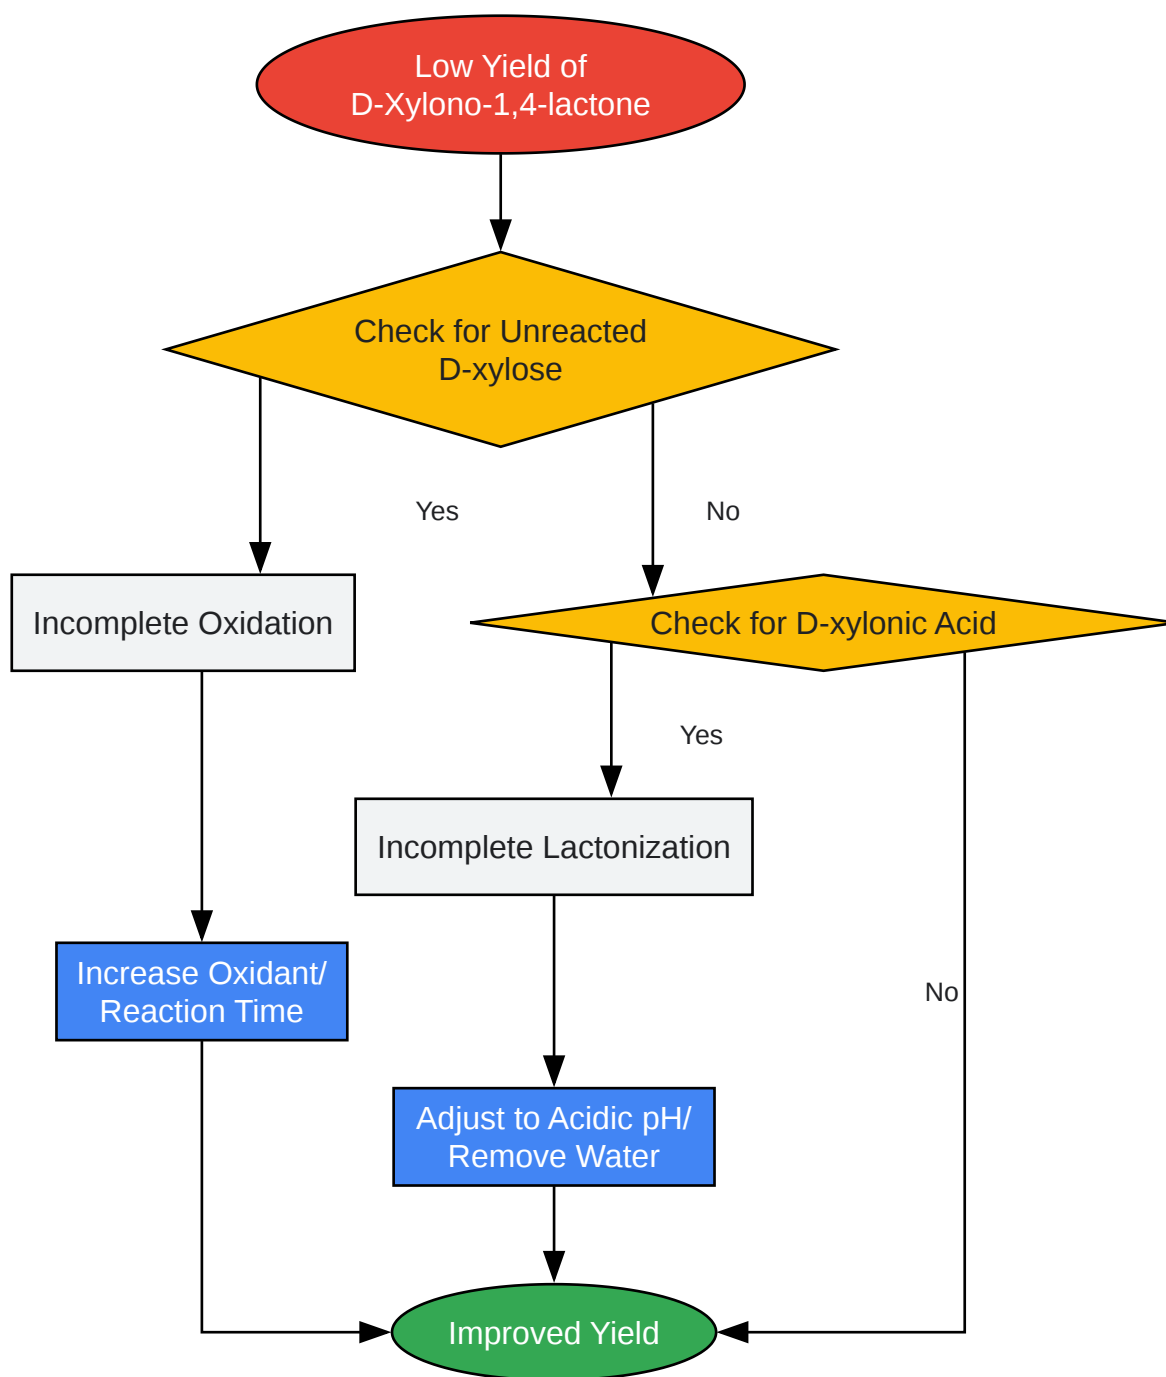 Low Yield of
D-Xylono-1,4-lactone
Check for Unreacted
D-xylose
Yes
No
Incomplete Oxidation
Check for D-xylonic Acid
Yes
Incomplete Lactonization
Increase Oxidant/
Reaction Time
No
Adjust to Acidic pH/
Remove Water
Improved Yield